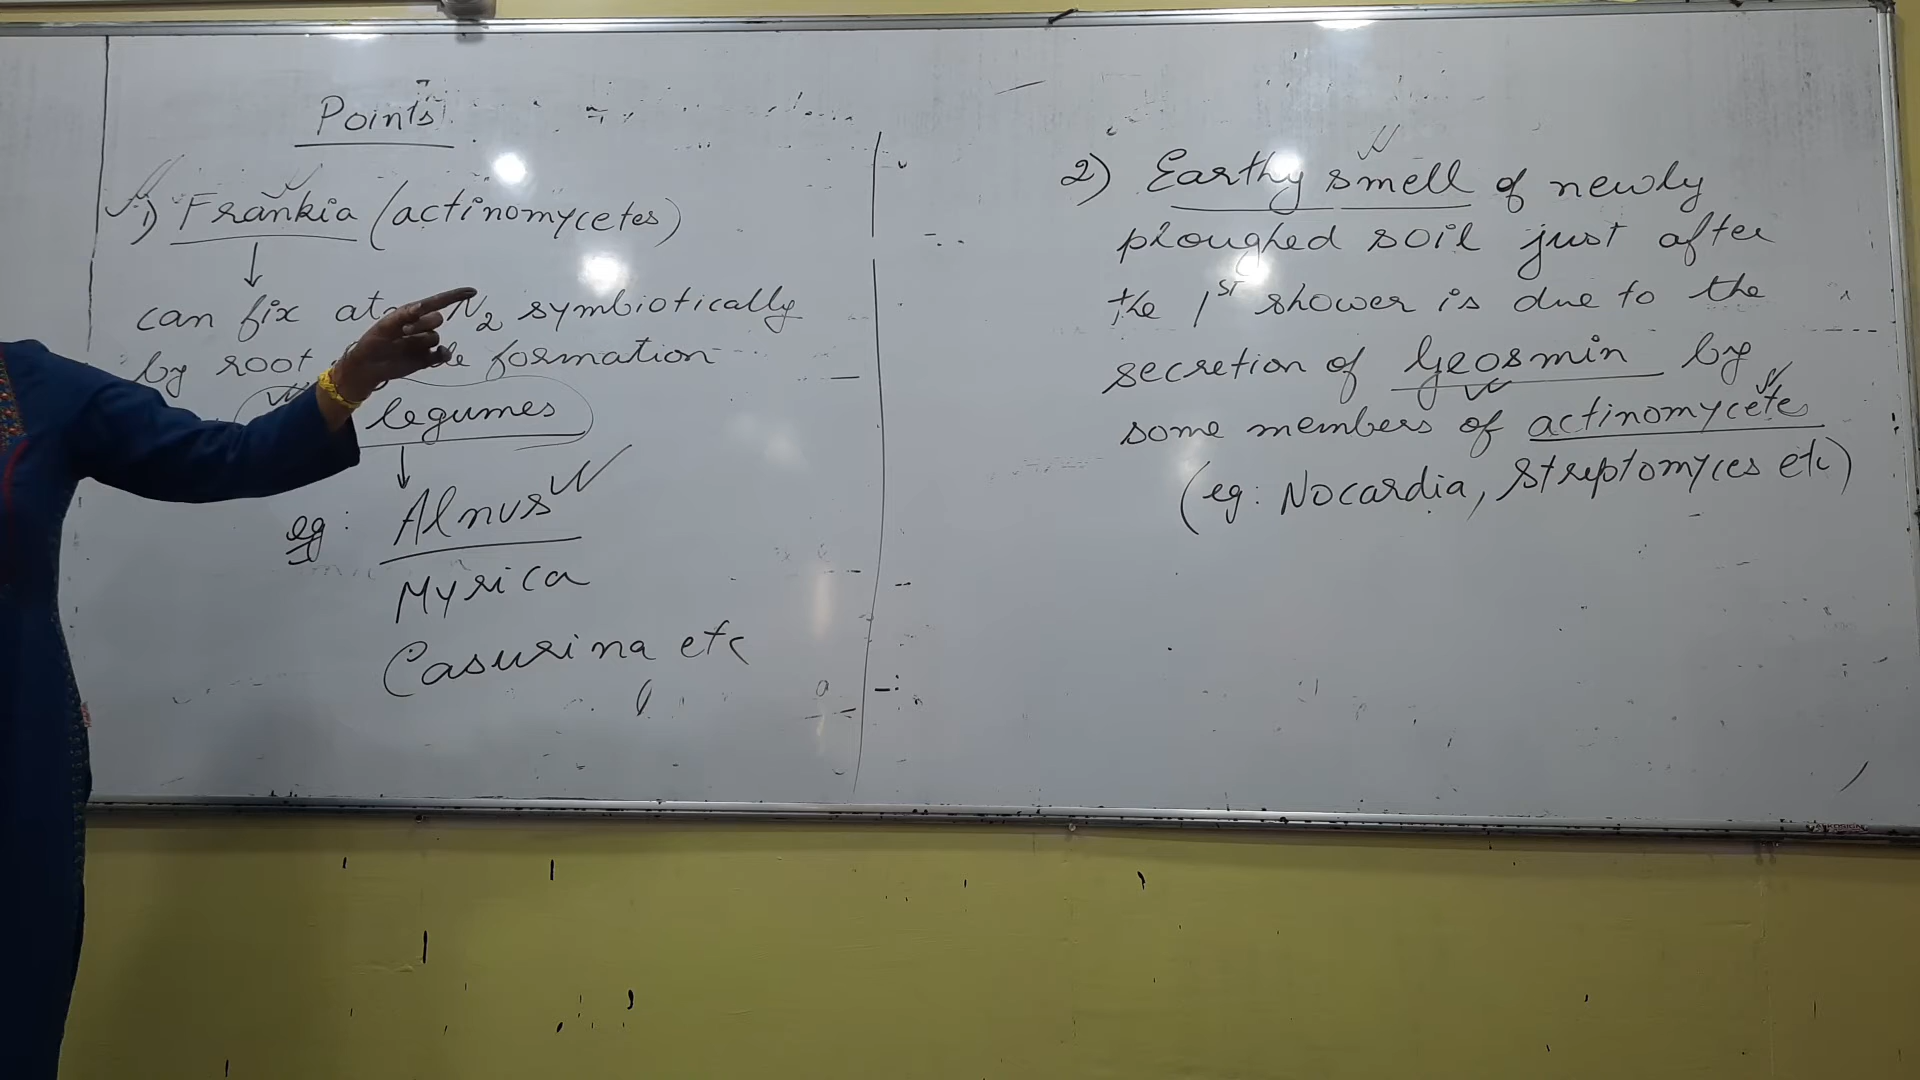 Points
1) Frankia (actinomycetes)
can fix N2 symbiotically
by root formation
legumes
eg: Alnus
Myrica
Casurina etc
2) Earthy smell of newly
ploughed soil just after
the 1st shower is due to the
secretion of Geosmin by
some members of actinomycete
(eg: Nocardia, Streptomyces etc)